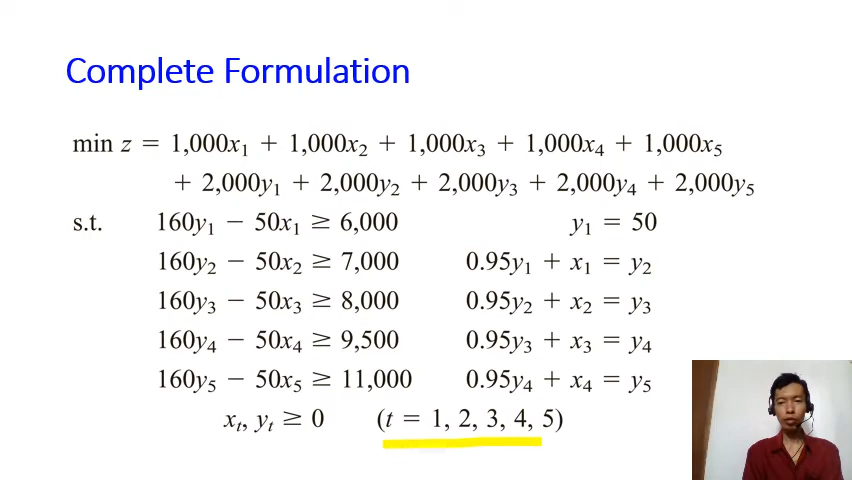 Complete Formulation
min z = 1,000x₁ + 1,000x₂ + 1,000x₃ + 1,000x₄ + 1,000x₅
+ 2,000y₁ + 2,000y₂ + 2,000y₃ + 2,000y₄ + 2,000y₅
s.t. 160y₁ − 50x₁ ≥ 6,000 y₁ = 50
160y₂ − 50x₂ ≥ 7,000 0.95y₁ + x₁ = y₂
160y₃ − 50x₃ ≥ 8,000 0.95y₂ + x₂ = y₃
160y₄ − 50x₄ ≥ 9,500 0.95y₃ + x₃ = y₄
160y₅ − 50x₅ ≥ 11,000 0.95y₄ + x₄ = y₅
xₜ, yₜ ≥ 0 (t = 1, 2, 3, 4, 5)